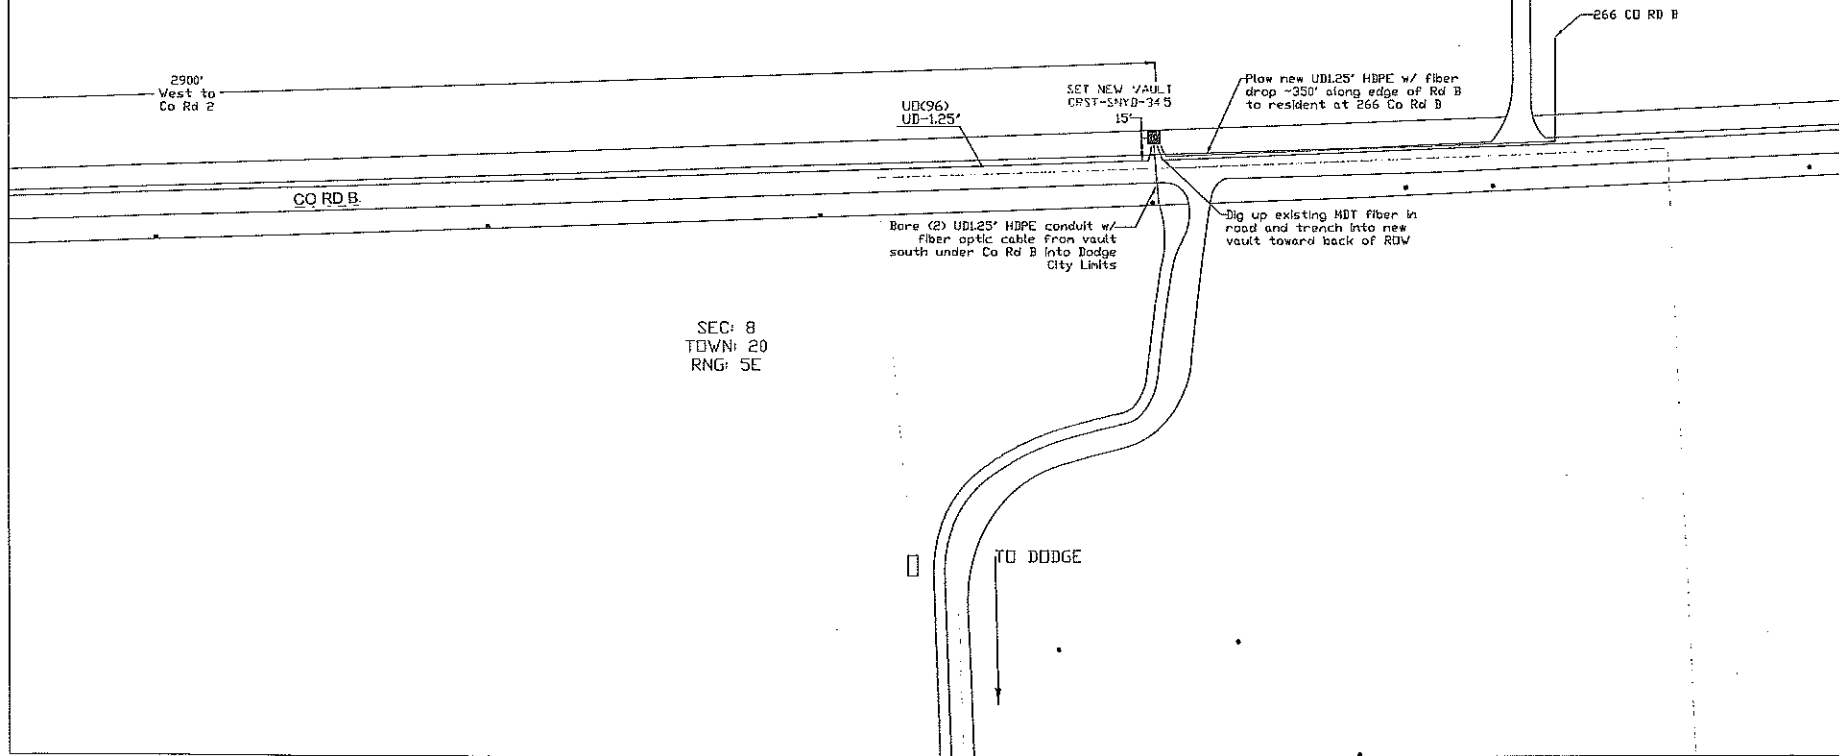 266 CO RD B
2900'
West to
Co Rd 2
UD(96)
UD-1.25"
SET NEW VAULT
CRST-SNYD-345
15'
Plow new UD1.25" HDPE w/ fiber
drop ~350' along edge of Rd B
to resident at 266 Co Rd B
CO RD B
Bore (2) UD1.25" HDPE conduit w/
fiber optic cable from vault
south under Co Rd B into Dodge
City Limits
Dig up existing MDT fiber in
road and trench into new
vault toward back of ROW
SEC: 8
TOWN: 20
RNG: 5E
TO DODGE